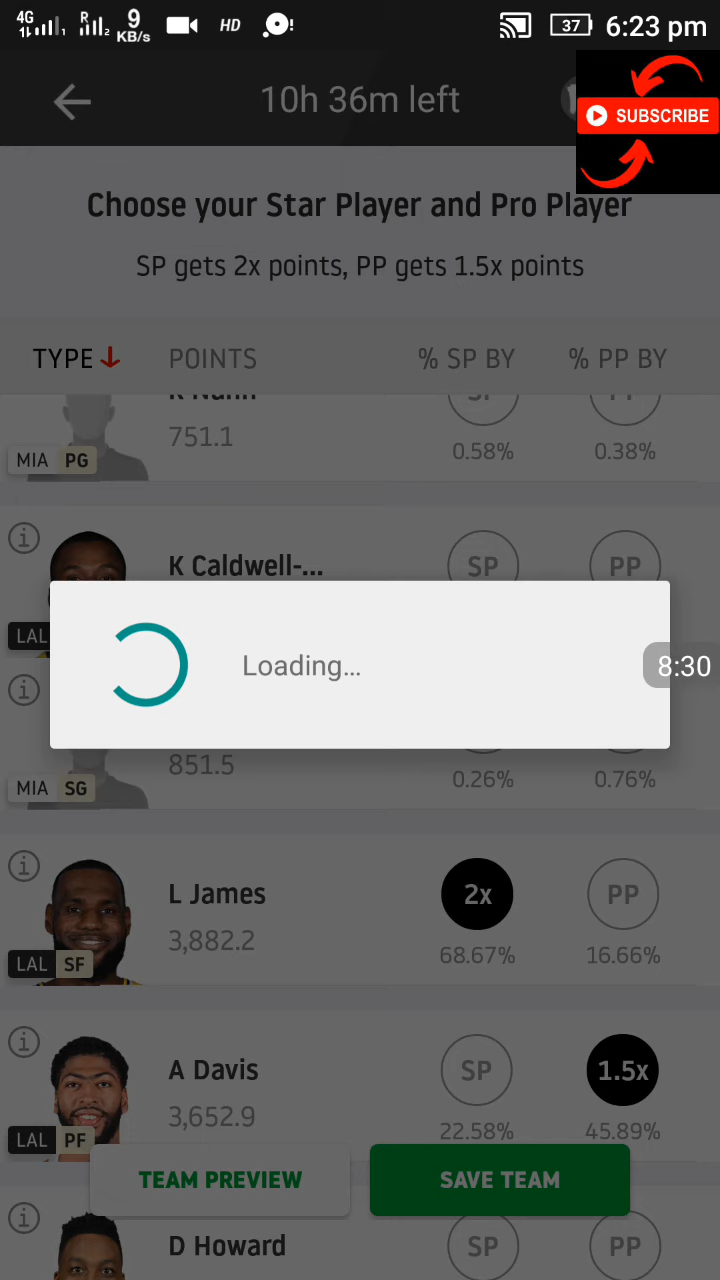 4G R 9 KB/s HD 37 6:23 pm
10h 36m left
SUBSCRIBE
Choose your Star Player and Pro Player
SP gets 2x points, PP gets 1.5x points
TYPE POINTS % SP BY % PP BY
K Nunn SP PP
751.1
0.58% 0.38%
MIA PG
K Caldwell-... SP PP
LAL
Loading...
8:30
851.5
0.26% 0.76%
MIA SG
L James 2x PP
3,882.2
68.67% 16.66%
LAL SF
A Davis SP 1.5x
3,652.9
22.58% 45.89%
LAL PF
TEAM PREVIEW SAVE TEAM
D Howard SP PP